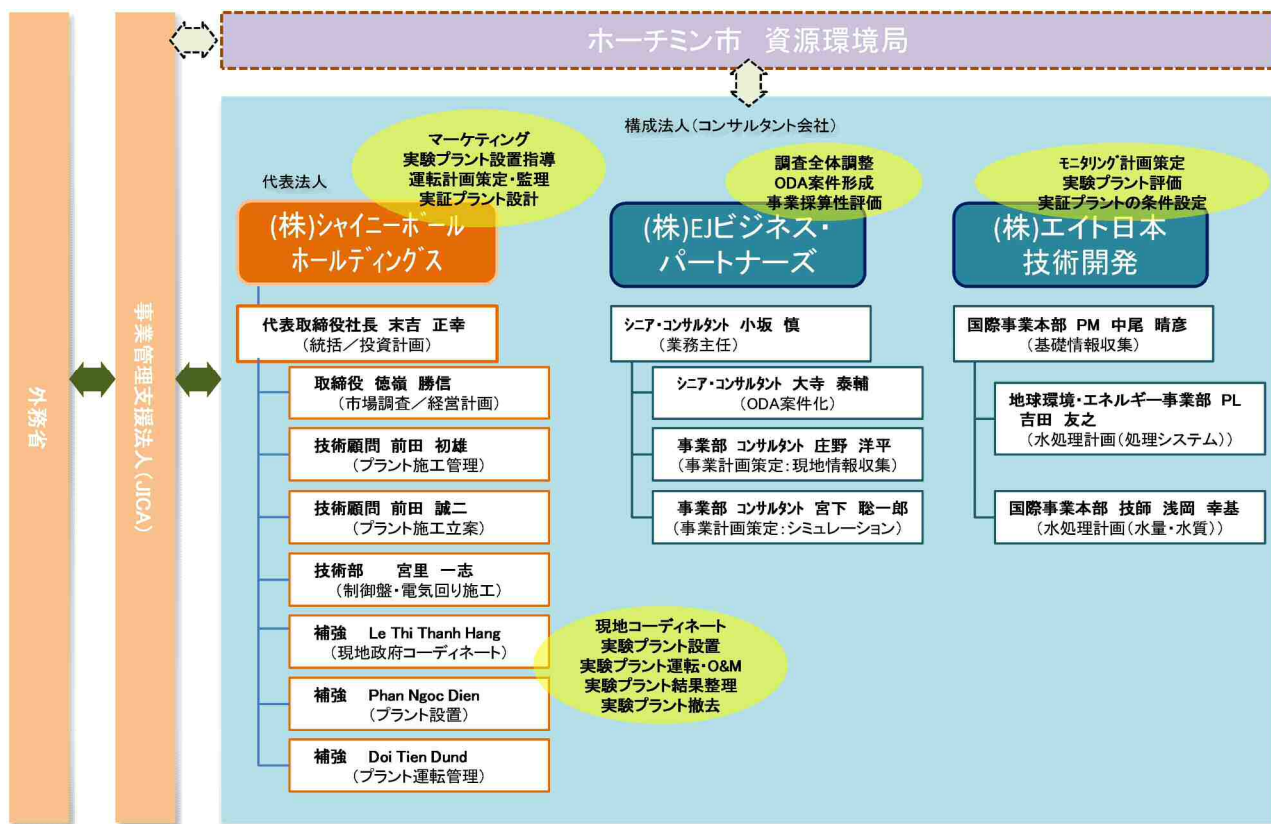 ホーチミン市 資源環境局
外務省
事業管理支援法人(JICA)
代表法人
マーケティング
実験プラント設置指導
運転計画策定・監理
実証プラント設計
(株)シャイニーボール
ホールディングス
代表取締役社長 末吉 正幸
(統括／投資計画)
取締役 徳嶺 勝信
(市場調査／経営計画)
技術顧問 前田 初雄
(プラント施工管理)
技術顧問 前田 誠二
(プラント施工立案)
技術部 宮里 一志
(制御盤・電気回り施工)
補強 Le Thi Thanh Hang
(現地政府コーディネート)
補強 Phan Ngoc Dien
(プラント設置)
補強 Doi Tien Dund
(プラント運転管理)
現地コーディネート
実験プラント設置
実験プラント運転・O&M
実験プラント結果整理
実験プラント撤去
構成法人(コンサルタント会社)
調査全体調整
ODA案件形成
事業採算性評価
(株)EJビジネス・
パートナーズ
シニア・コンサルタント 小坂 慎
(業務主任)
シニア・コンサルタント 大寺 泰輔
(ODA案件化)
事業部 コンサルタント 庄野 洋平
(事業計画策定:現地情報収集)
事業部 コンサルタント 宮下 聡一郎
(事業計画策定:シミュレーション)
モニタリング計画策定
実験プラント評価
実証プラントの条件設定
(株)エイト日本
技術開発
国際事業本部 PM 中尾 晴彦
(基礎情報収集)
地球環境・エネルギー事業部 PL
吉田 友之
(水処理計画(処理システム))
国際事業本部 技師 浅岡 幸基
(水処理計画(水量・水質))